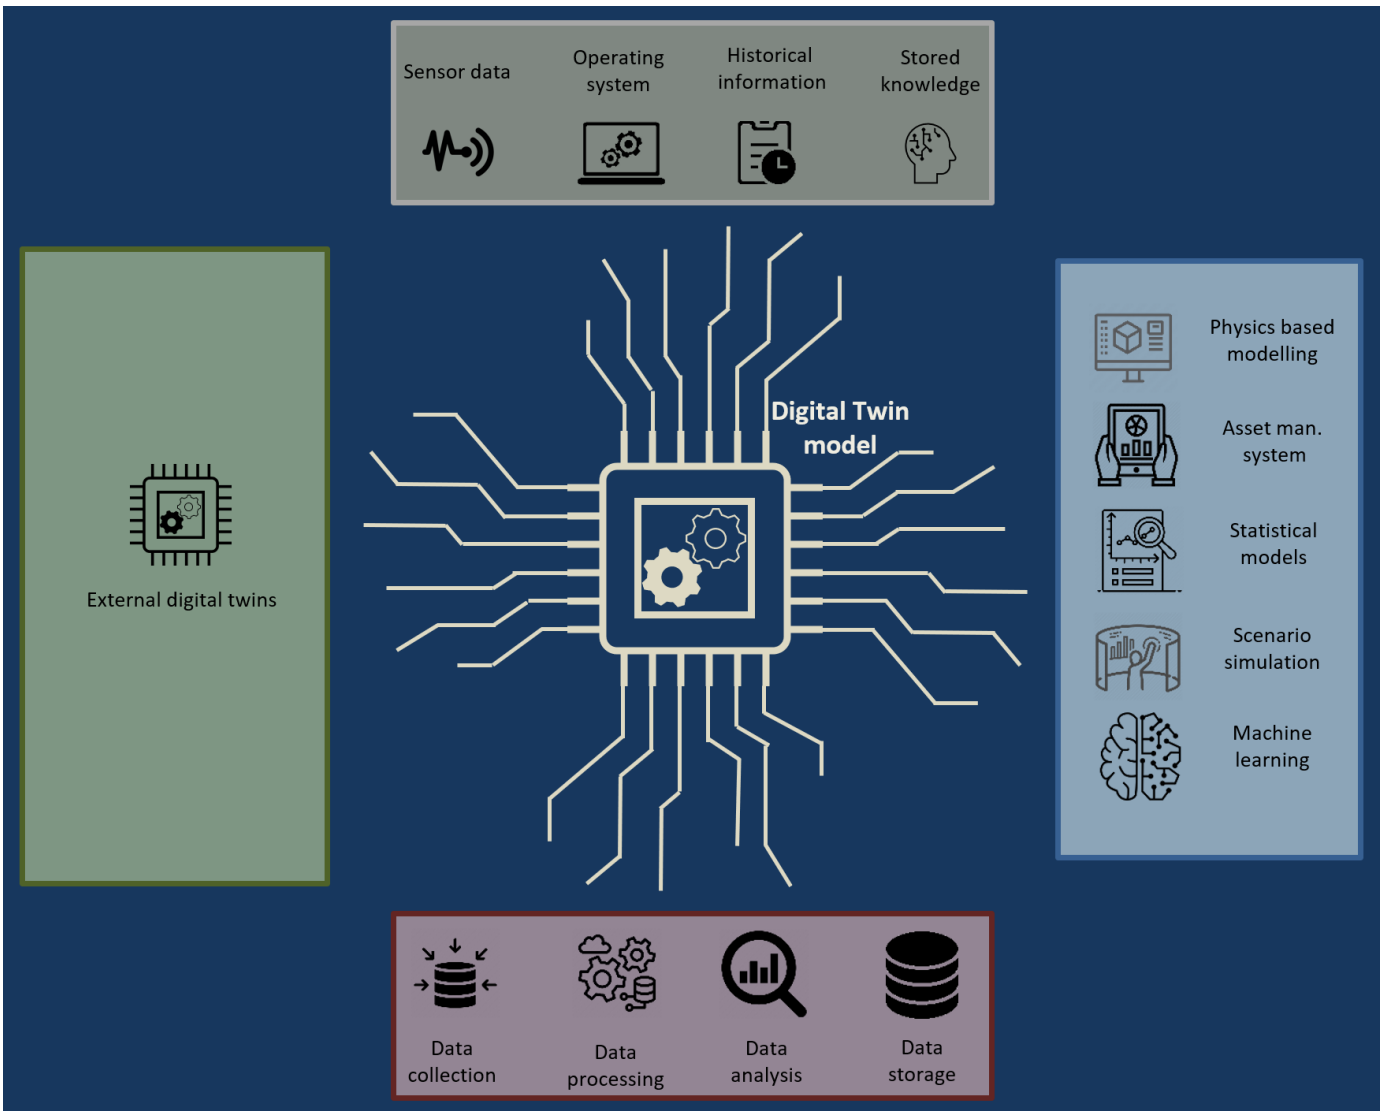 Sensor data
Operating
system
Historical
information
Stored
knowledge
Digital Twin
model
External digital twins
Physics based
modelling
Asset man.
system
Statistical
models
Scenario
simulation
Machine
learning
Data
collection
Data
processing
Data
analysis
Data
storage